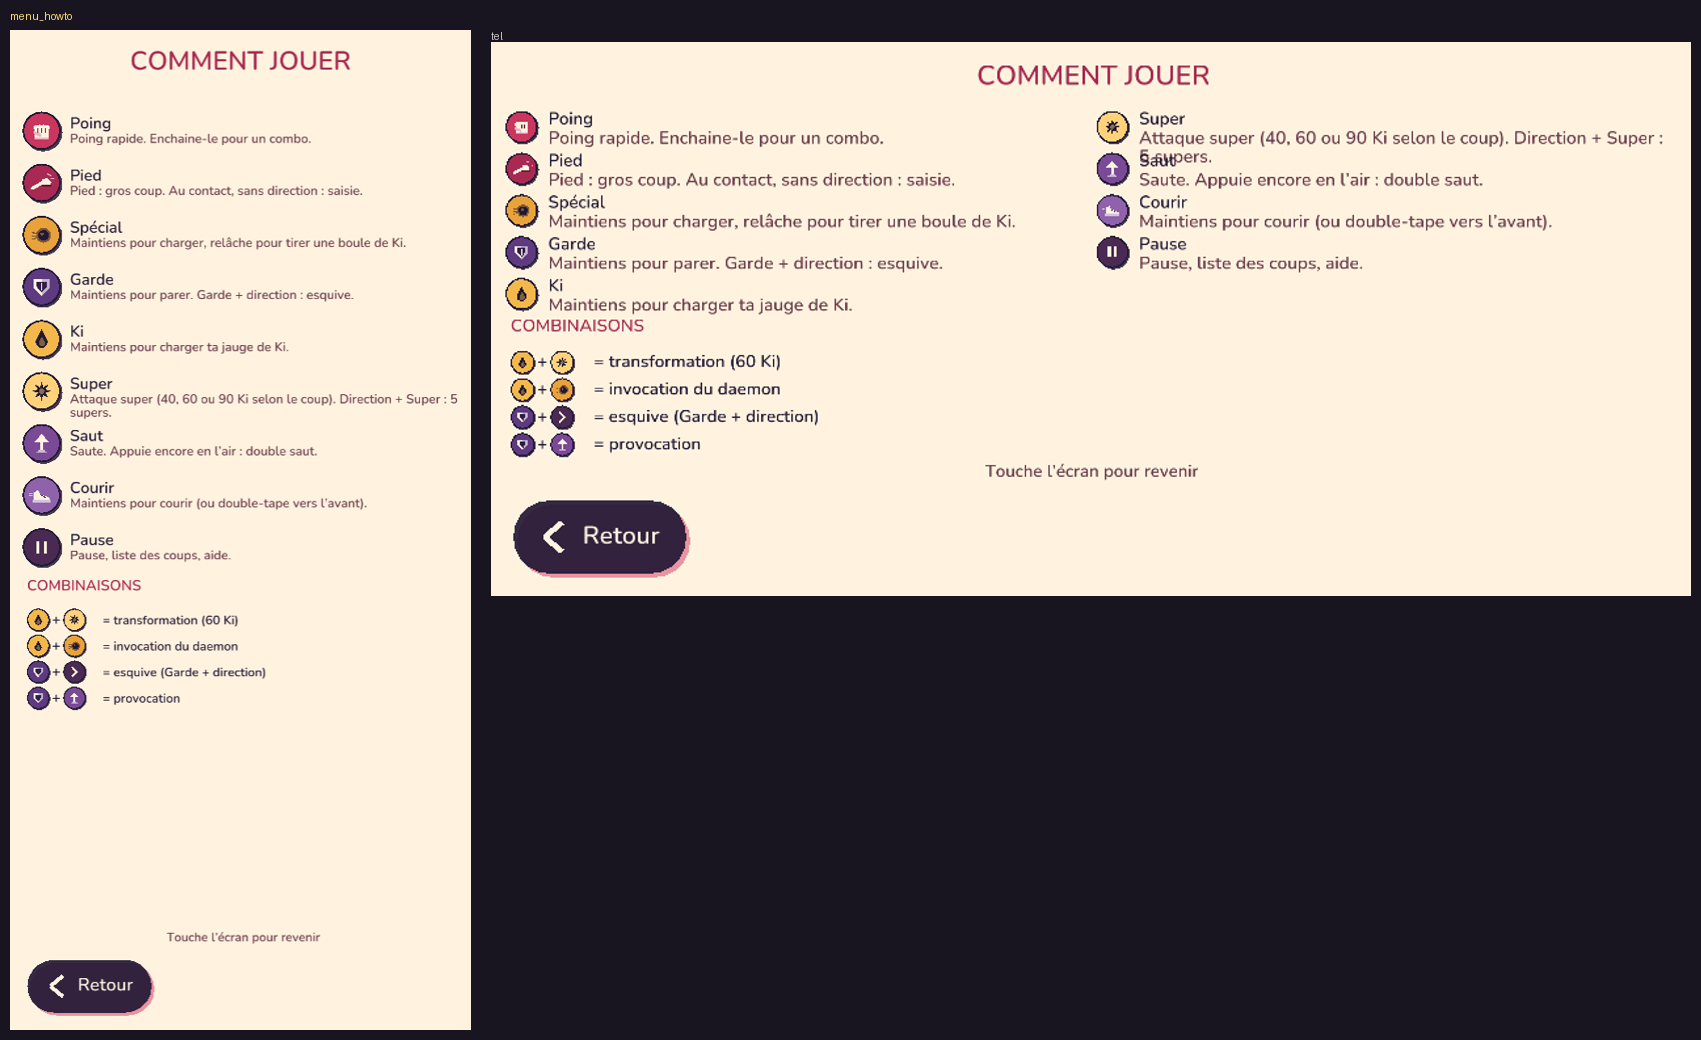 menu_howto
COMMENT JOUER
Poing
Poing rapide. Enchaine-le pour un combo.
Pied
Pied : gros coup. Au contact, sans direction : saisie.
Spécial
Maintiens pour charger, relâche pour tirer une boule de Ki.
Garde
Maintiens pour parer. Garde + direction : esquive.
Ki
Maintiens pour charger ta jauge de Ki.
Super
Attaque super (40, 60 ou 90 Ki selon le coup). Direction + Super : 5
supers.
Saut
Saute. Appuie encore en l'air : double saut.
Courir
Maintiens pour courir (ou double-tape vers l'avant).
Pause
Pause, liste des coups, aide.
COMBINAISONS
+ = transformation (60 Ki)
+ = invocation du daemon
+ = esquive (Garde + direction)
+ = provocation
Touche l'écran pour revenir
Retour
tel
COMMENT JOUER
Poing
Poing rapide. Enchaine-le pour un combo.
Pied
Pied : gros coup. Au contact, sans direction : saisie.
Spécial
Maintiens pour charger, relâche pour tirer une boule de Ki.
Garde
Maintiens pour parer. Garde + direction : esquive.
Ki
Maintiens pour charger ta jauge de Ki.
Super
Attaque super (40, 60 ou 90 Ki selon le coup). Direction + Super :
5 supers.
Saut
Saute. Appuie encore en l'air : double saut.
Courir
Maintiens pour courir (ou double-tape vers l'avant).
Pause
Pause, liste des coups, aide.
COMBINAISONS
+ = transformation (60 Ki)
+ = invocation du daemon
+ = esquive (Garde + direction)
+ = provocation
Touche l'écran pour revenir
Retour